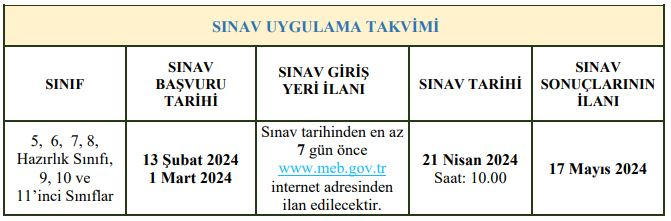 SINAV UYGULAMA TAKVİMİ
SINIF
SINAV
BAŞVURU
TARİHİ
SINAV GİRİŞ
YERİ İLANI
SINAV TARİHİ
SINAV
SONUÇLARININ
İLANI
5, 6, 7, 8,
Hazırlık Sınıfı,
9, 10 ve
11’inci Sınıflar
13 Şubat 2024
1 Mart 2024
Sınav tarihinden en az
7 gün önce
www.meb.gov.tr
internet adresinden
ilan edilecektir.
21 Nisan 2024
Saat: 10.00
17 Mayıs 2024